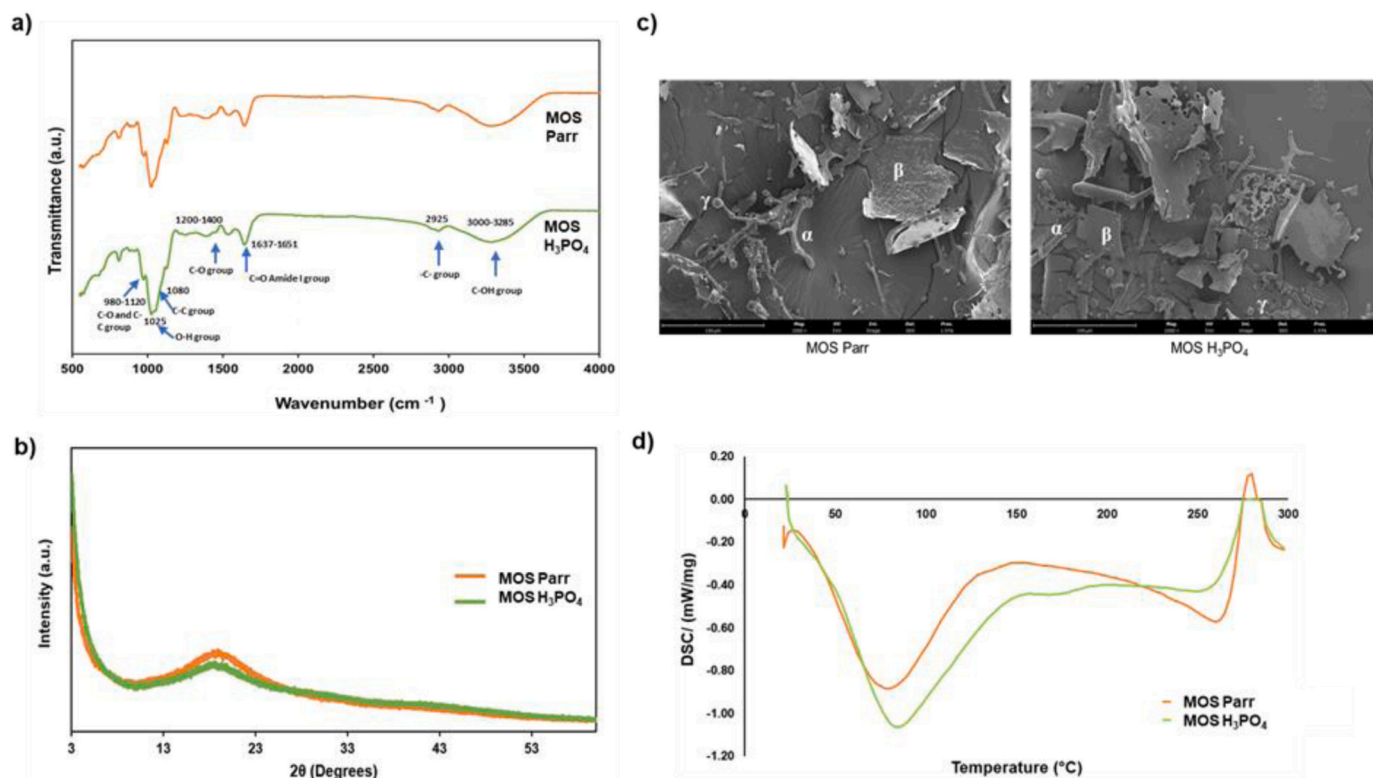 a)
Transmittance (a.u.)
MOS
Parr
MOS
H₃PO₄
1200-1400
1637-1651
2925
3000-3285
C-O group
C=O Amide I group
-C- group
C-OH group
980-1120
C-O and C-
C group
1080
C-C group
1025
O-H group
500
1000
1500
2000
2500
3000
3500
4000
Wavenumber (cm ⁻¹ )
b)
Intensity (a.u.)
MOS Parr
MOS H₃PO₄
3
13
23
33
43
53
2θ (Degrees)
c)
γ
α
β
MOS Parr
α
β
γ
MOS H₃PO₄
d)
DSC/ (mW/mg)
0.20
0.00
-0.20
-0.40
-0.60
-0.80
-1.00
-1.20
0
50
100
150
200
250
300
MOS Parr
MOS H₃PO₄
Temperature (°C)